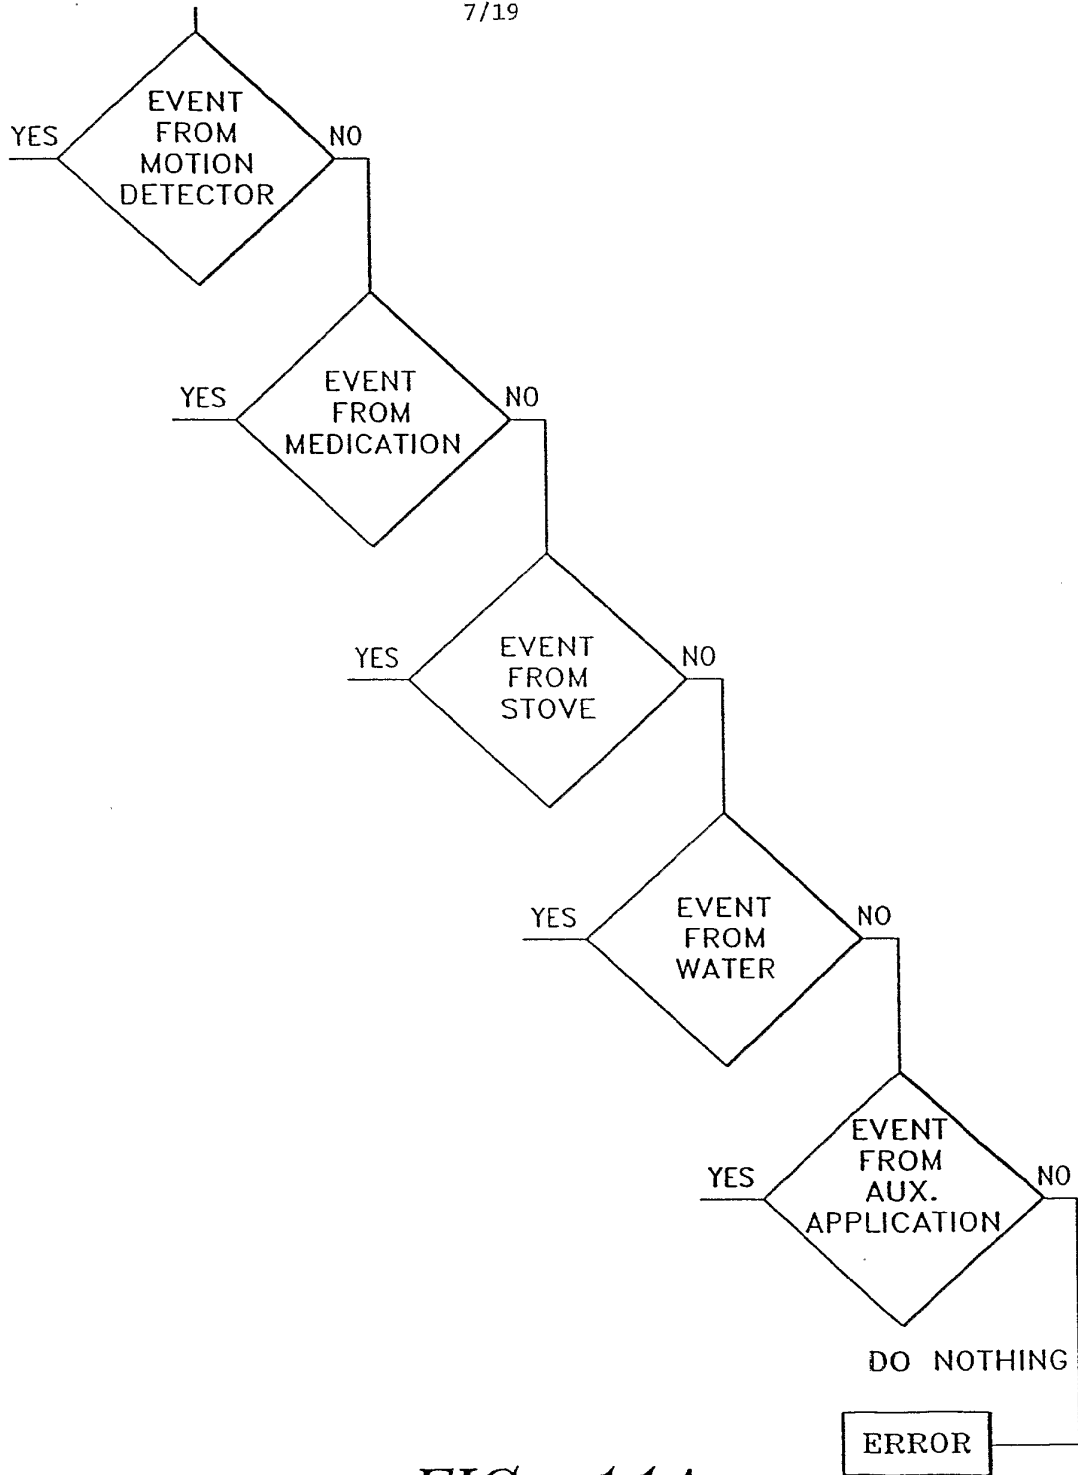 7/19
EVENT
FROM
MOTION
DETECTOR
YES
NO
EVENT
FROM
MEDICATION
YES
NO
EVENT
FROM
STOVE
YES
NO
EVENT
FROM
WATER
YES
NO
EVENT
FROM
AUX.
APPLICATION
YES
NO
DO NOTHING
ERROR